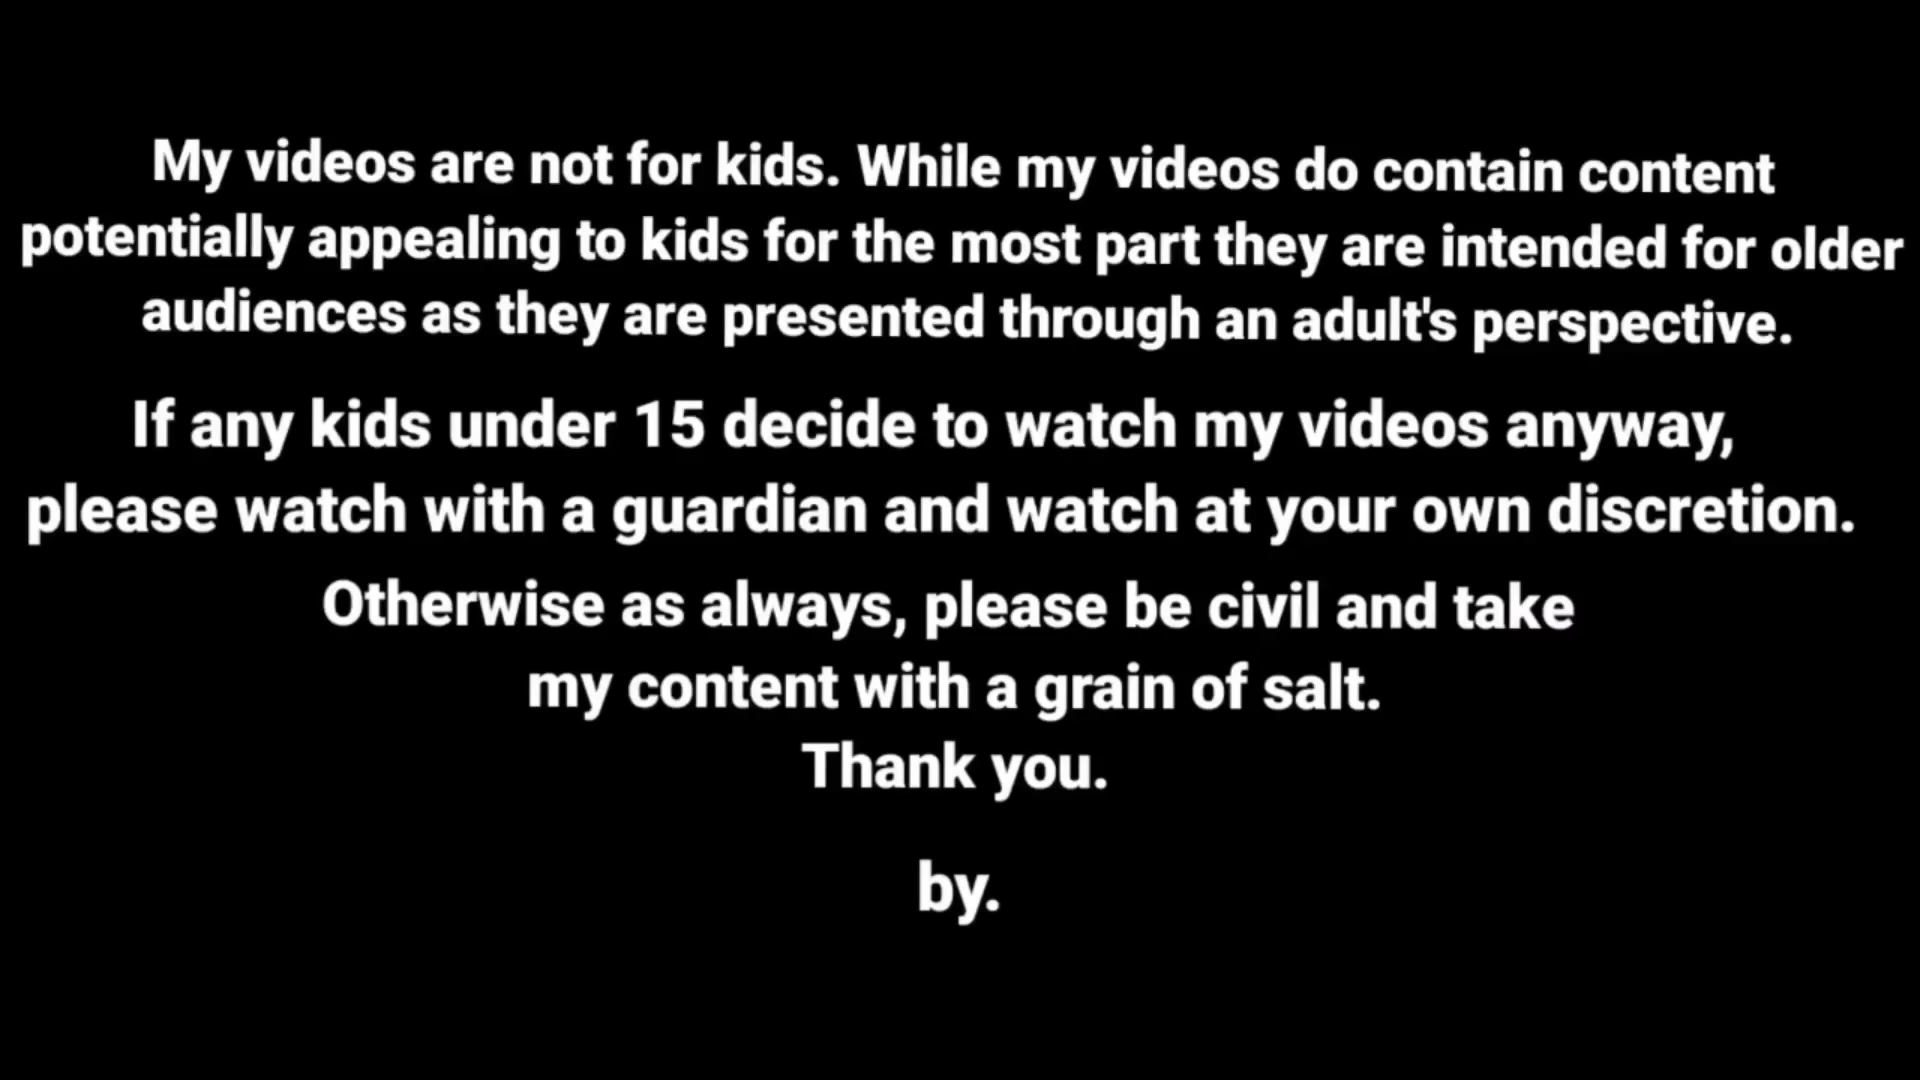 My videos are not for kids. While my videos do contain content
potentially appealing to kids for the most part they are intended for older
audiences as they are presented through an adult's perspective.
If any kids under 15 decide to watch my videos anyway,
please watch with a guardian and watch at your own discretion.
Otherwise as always, please be civil and take
my content with a grain of salt.
Thank you.
by.